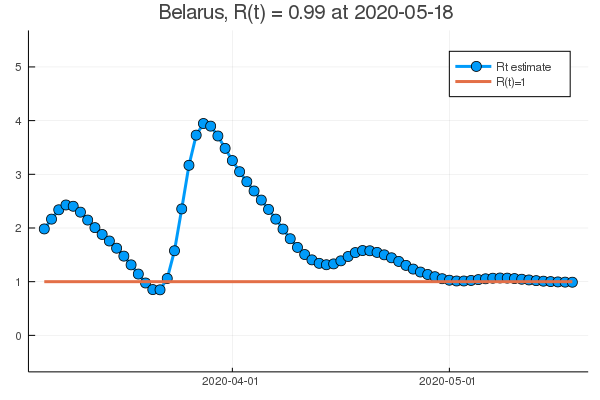 Belarus, R(t) = 0.99 at 2020-05-18
5
Rt estimate
R(t)=1
4
3
2
1
0
2020-04-01
2020-05-01